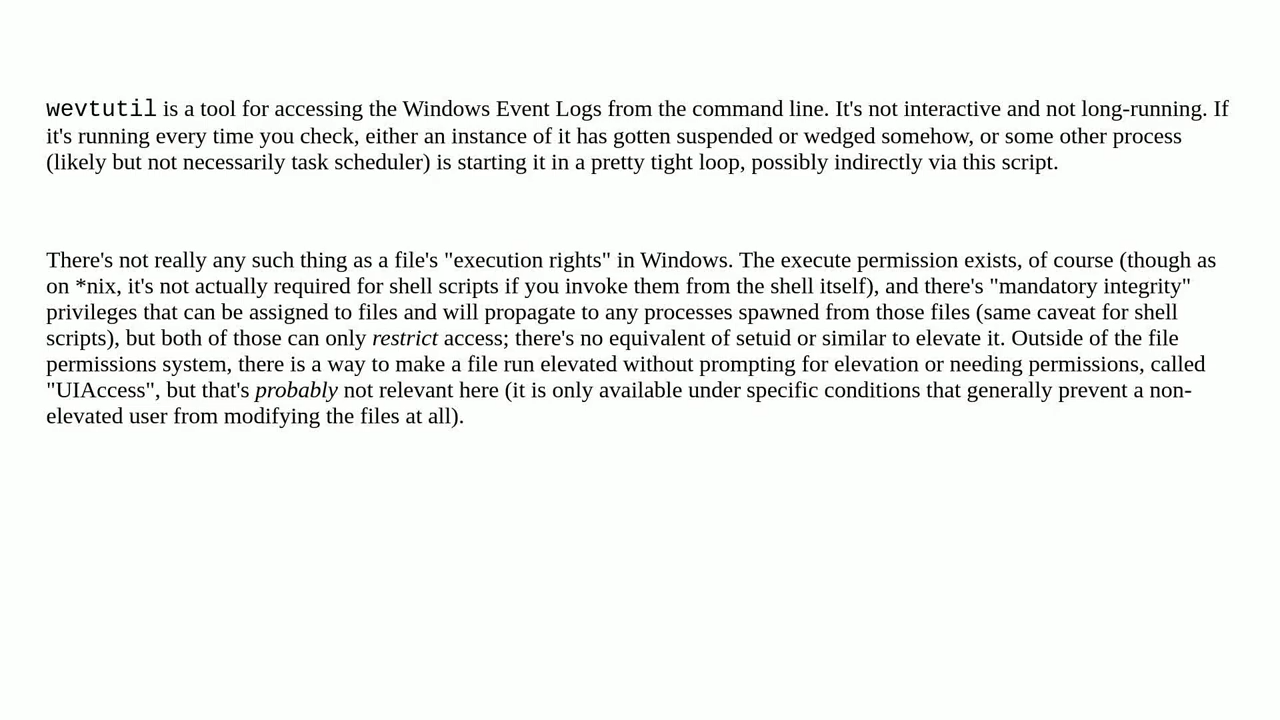 wevtutil is a tool for accessing the Windows Event Logs from the command line. It's not interactive and not long-running. If
it's running every time you check, either an instance of it has gotten suspended or wedged somehow, or some other process
(likely but not necessarily task scheduler) is starting it in a pretty tight loop, possibly indirectly via this script.
There's not really any such thing as a file's "execution rights" in Windows. The execute permission exists, of course (though as
on *nix, it's not actually required for shell scripts if you invoke them from the shell itself), and there's "mandatory integrity"
privileges that can be assigned to files and will propagate to any processes spawned from those files (same caveat for shell
scripts), but both of those can only restrict access; there's no equivalent of setuid or similar to elevate it. Outside of the file
permissions system, there is a way to make a file run elevated without prompting for elevation or needing permissions, called
"UIAccess", but that's probably not relevant here (it is only available under specific conditions that generally prevent a non-
elevated user from modifying the files at all).